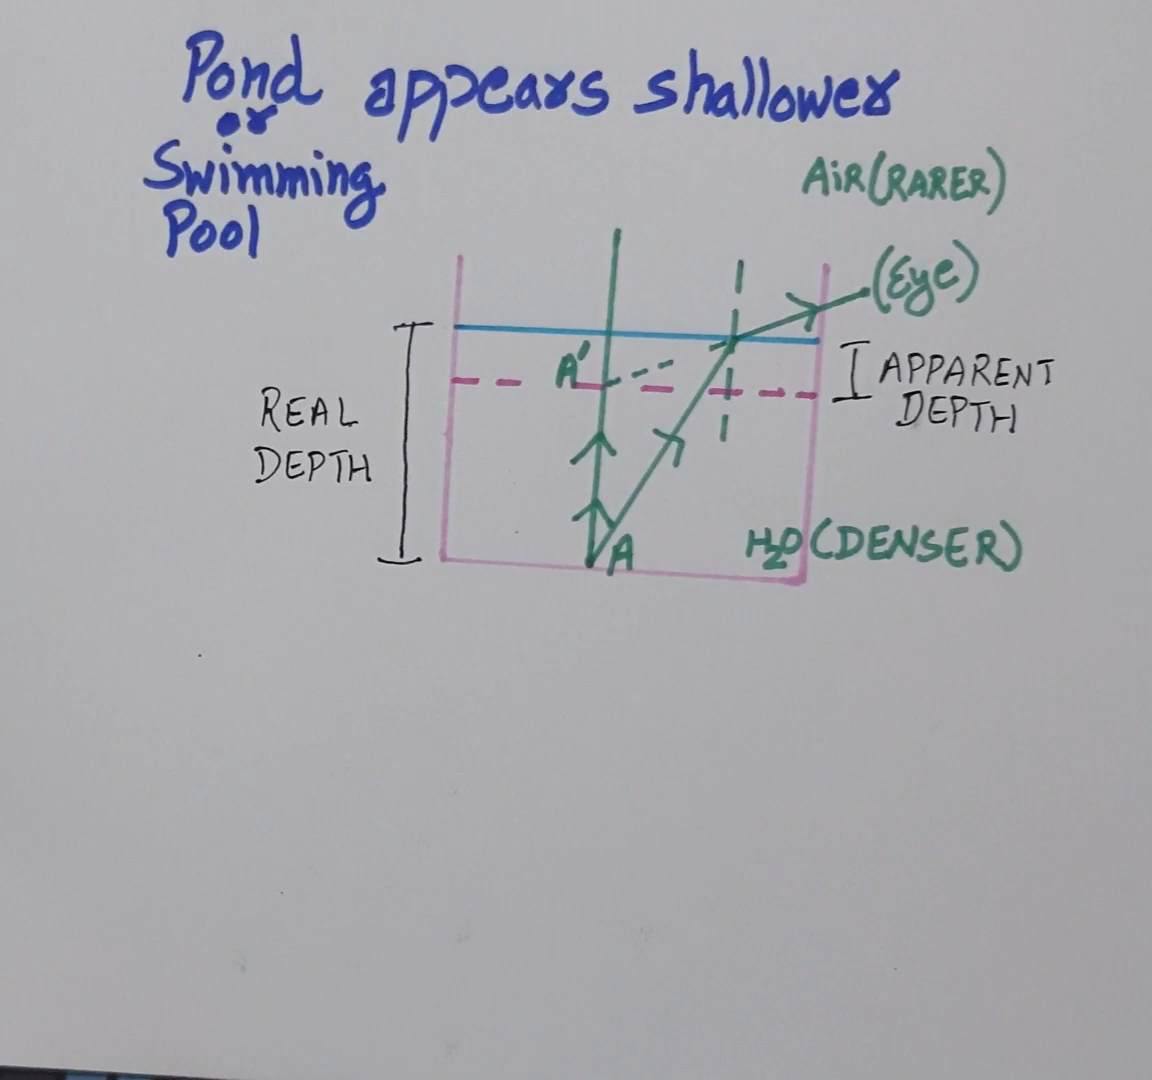 Pond appears shallower
or
Swimming
Pool
AiR (RARER)
(Eye)
A'
APPARENT
DEPTH
REAL
DEPTH
H2O (DENSER)
A